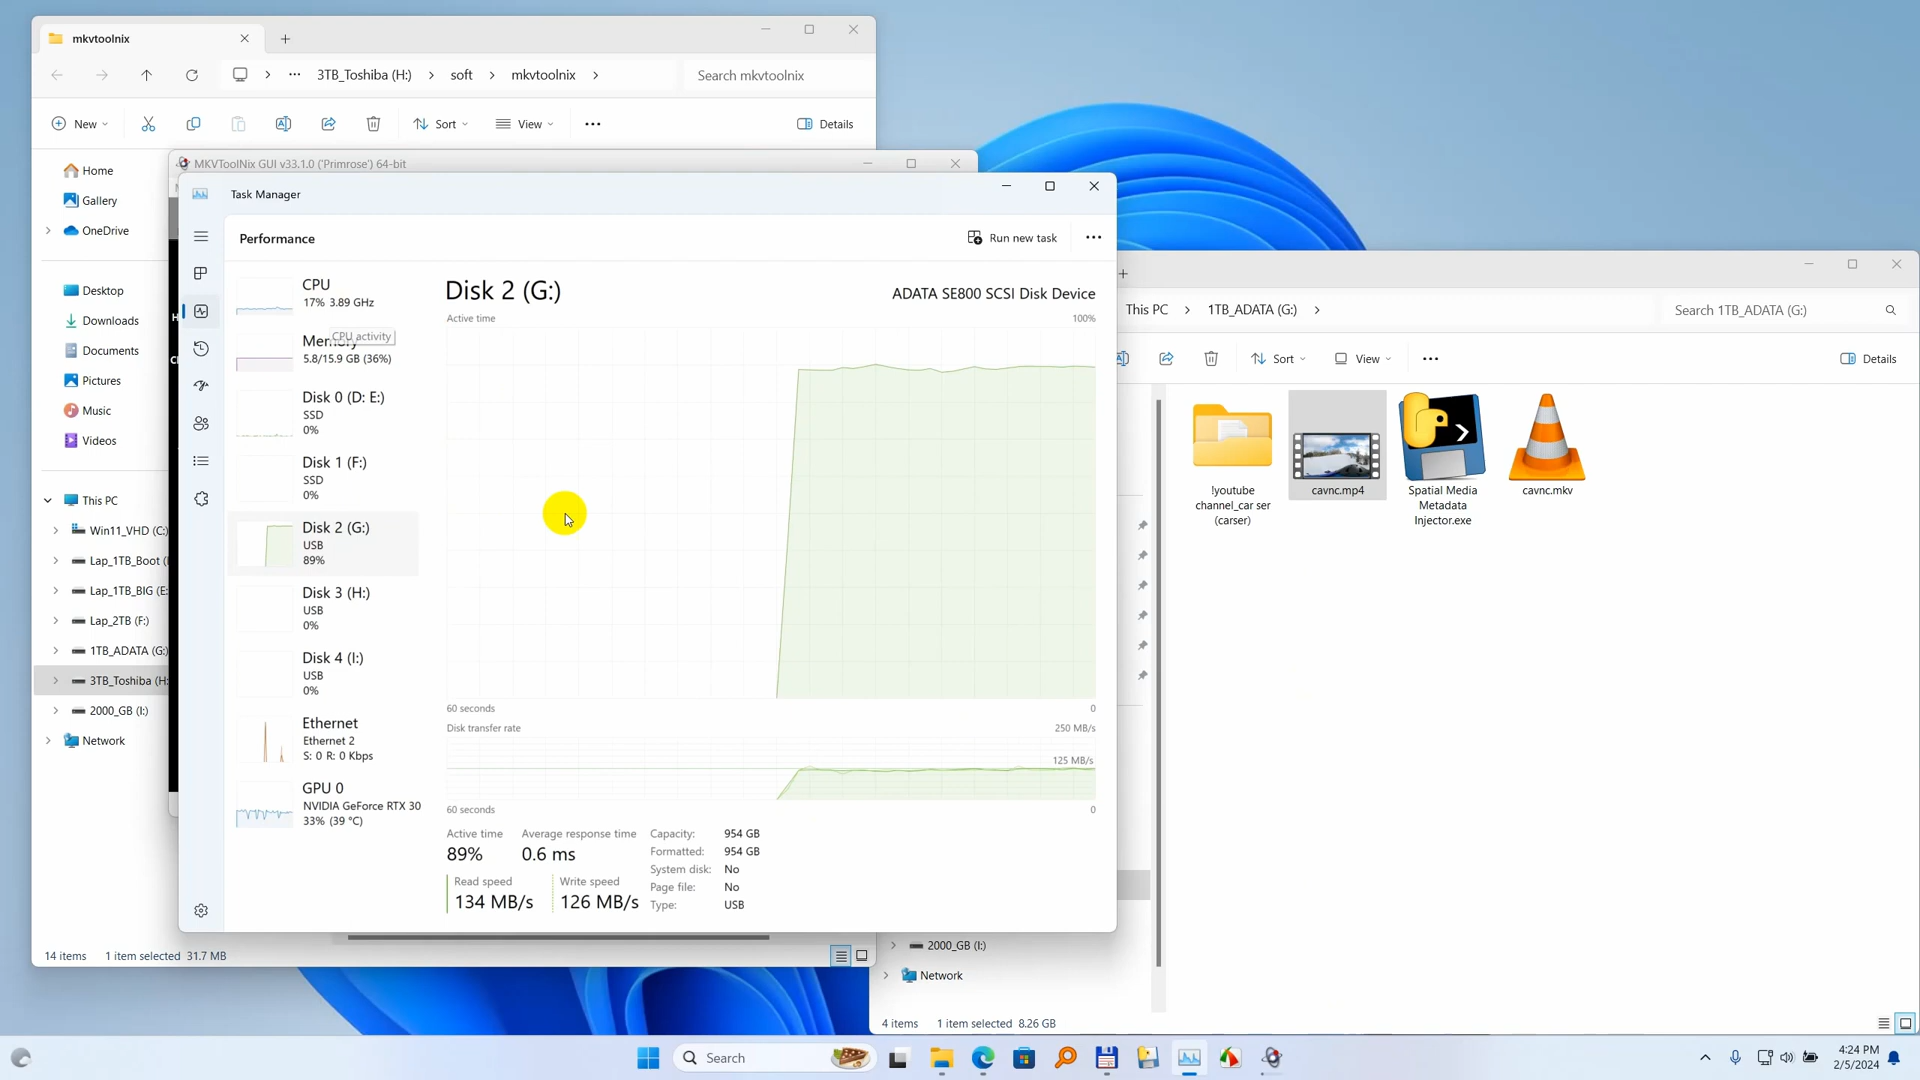 mkvtoolnix
3TB_Toshiba (H:)
soft
mkvtoolnix
Search mkvtoolnix
New
Sort
View
Details
Home
Gallery
OneDrive
Desktop
Downloads
Documents
Pictures
Music
Videos
This PC
Win11_VHD (C:)
Lap_1TB_Boot (
Lap_1TB_BIG (E:
Lap_2TB (F:)
1TB_ADATA (G:)
3TB_Toshiba (H:
2000_GB (I:)
Network
14 items
1 item selected 31.7 MB
MKVToolNix GUI v33.1.0 ('Primrose') 64-bit
Task Manager
Performance
Run new task
CPU
17% 3.89 GHz
CPU activity
Memory
5.8/15.9 GB (36%)
Disk 0 (D: E:)
SSD
0%
Disk 1 (F:)
SSD
0%
Disk 2 (G:)
USB
89%
Disk 3 (H:)
USB
0%
Disk 4 (I:)
USB
0%
Ethernet
Ethernet 2
S: 0 R: 0 Kbps
GPU 0
NVIDIA GeForce RTX 30
33% (39 °C)
Disk 2 (G:)
ADATA SE800 SCSI Disk Device
Active time
100%
60 seconds
0
Disk transfer rate
250 MB/s
125 MB/s
60 seconds
0
Active time
89%
Average response time
0.6 ms
Read speed
134 MB/s
Write speed
126 MB/s
Capacity: 954 GB
Formatted: 954 GB
System disk: No
Page file: No
Type: USB
This PC
1TB_ADATA (G:)
Search 1TB_ADATA (G:)
Sort
View
Details
!youtube
channel_car ser
(carser)
cavnc.mp4
Spatial Media
Metadata
Injector.exe
cavnc.mkv
2000_GB (I:)
Network
4 items
1 item selected 8.26 GB
Search
4:24 PM
2/5/2024